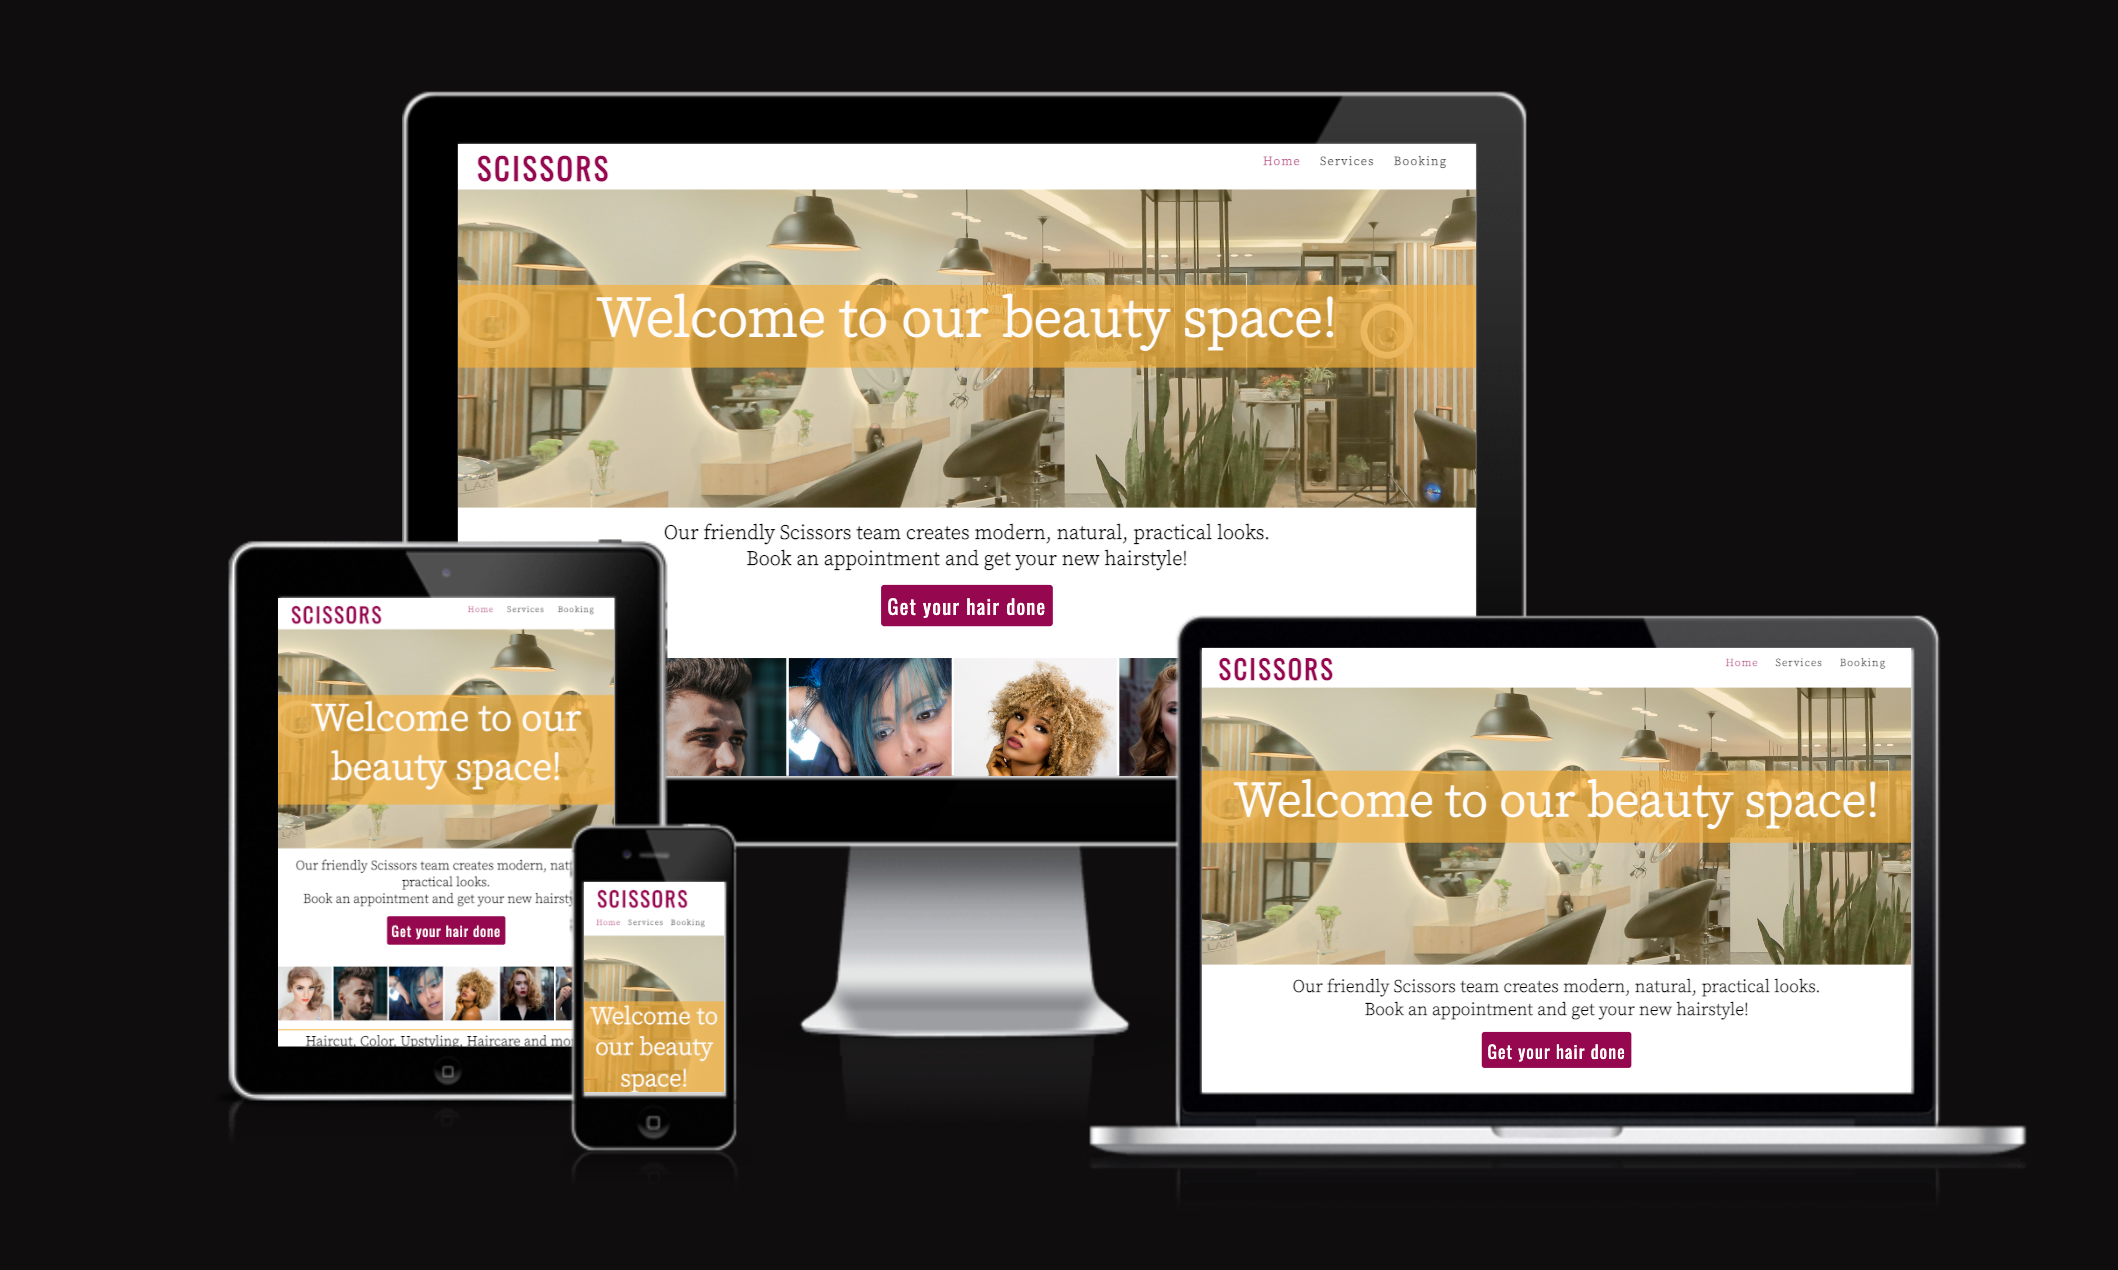 SCISSORS
Home Services Booking
Welcome to our beauty space!
Our friendly Scissors team creates modern, natural, practical looks.
Book an appointment and get your new hairstyle!
Get your hair done
SCISSORS
Home Services Booking
Welcome to our
beauty space!
Our friendly Scissors team creates modern, nat
practical looks.
Book an appointment and get your new hairsty
Get your hair done
Haircut, Color, Upstyling, Haircare and mo
SCISSORS
Home Services Booking
Welcome to
our beauty
space!
SCISSORS
Home Services Booking
Welcome to our beauty space!
Our friendly Scissors team creates modern, natural, practical looks.
Book an appointment and get your new hairstyle!
Get your hair done